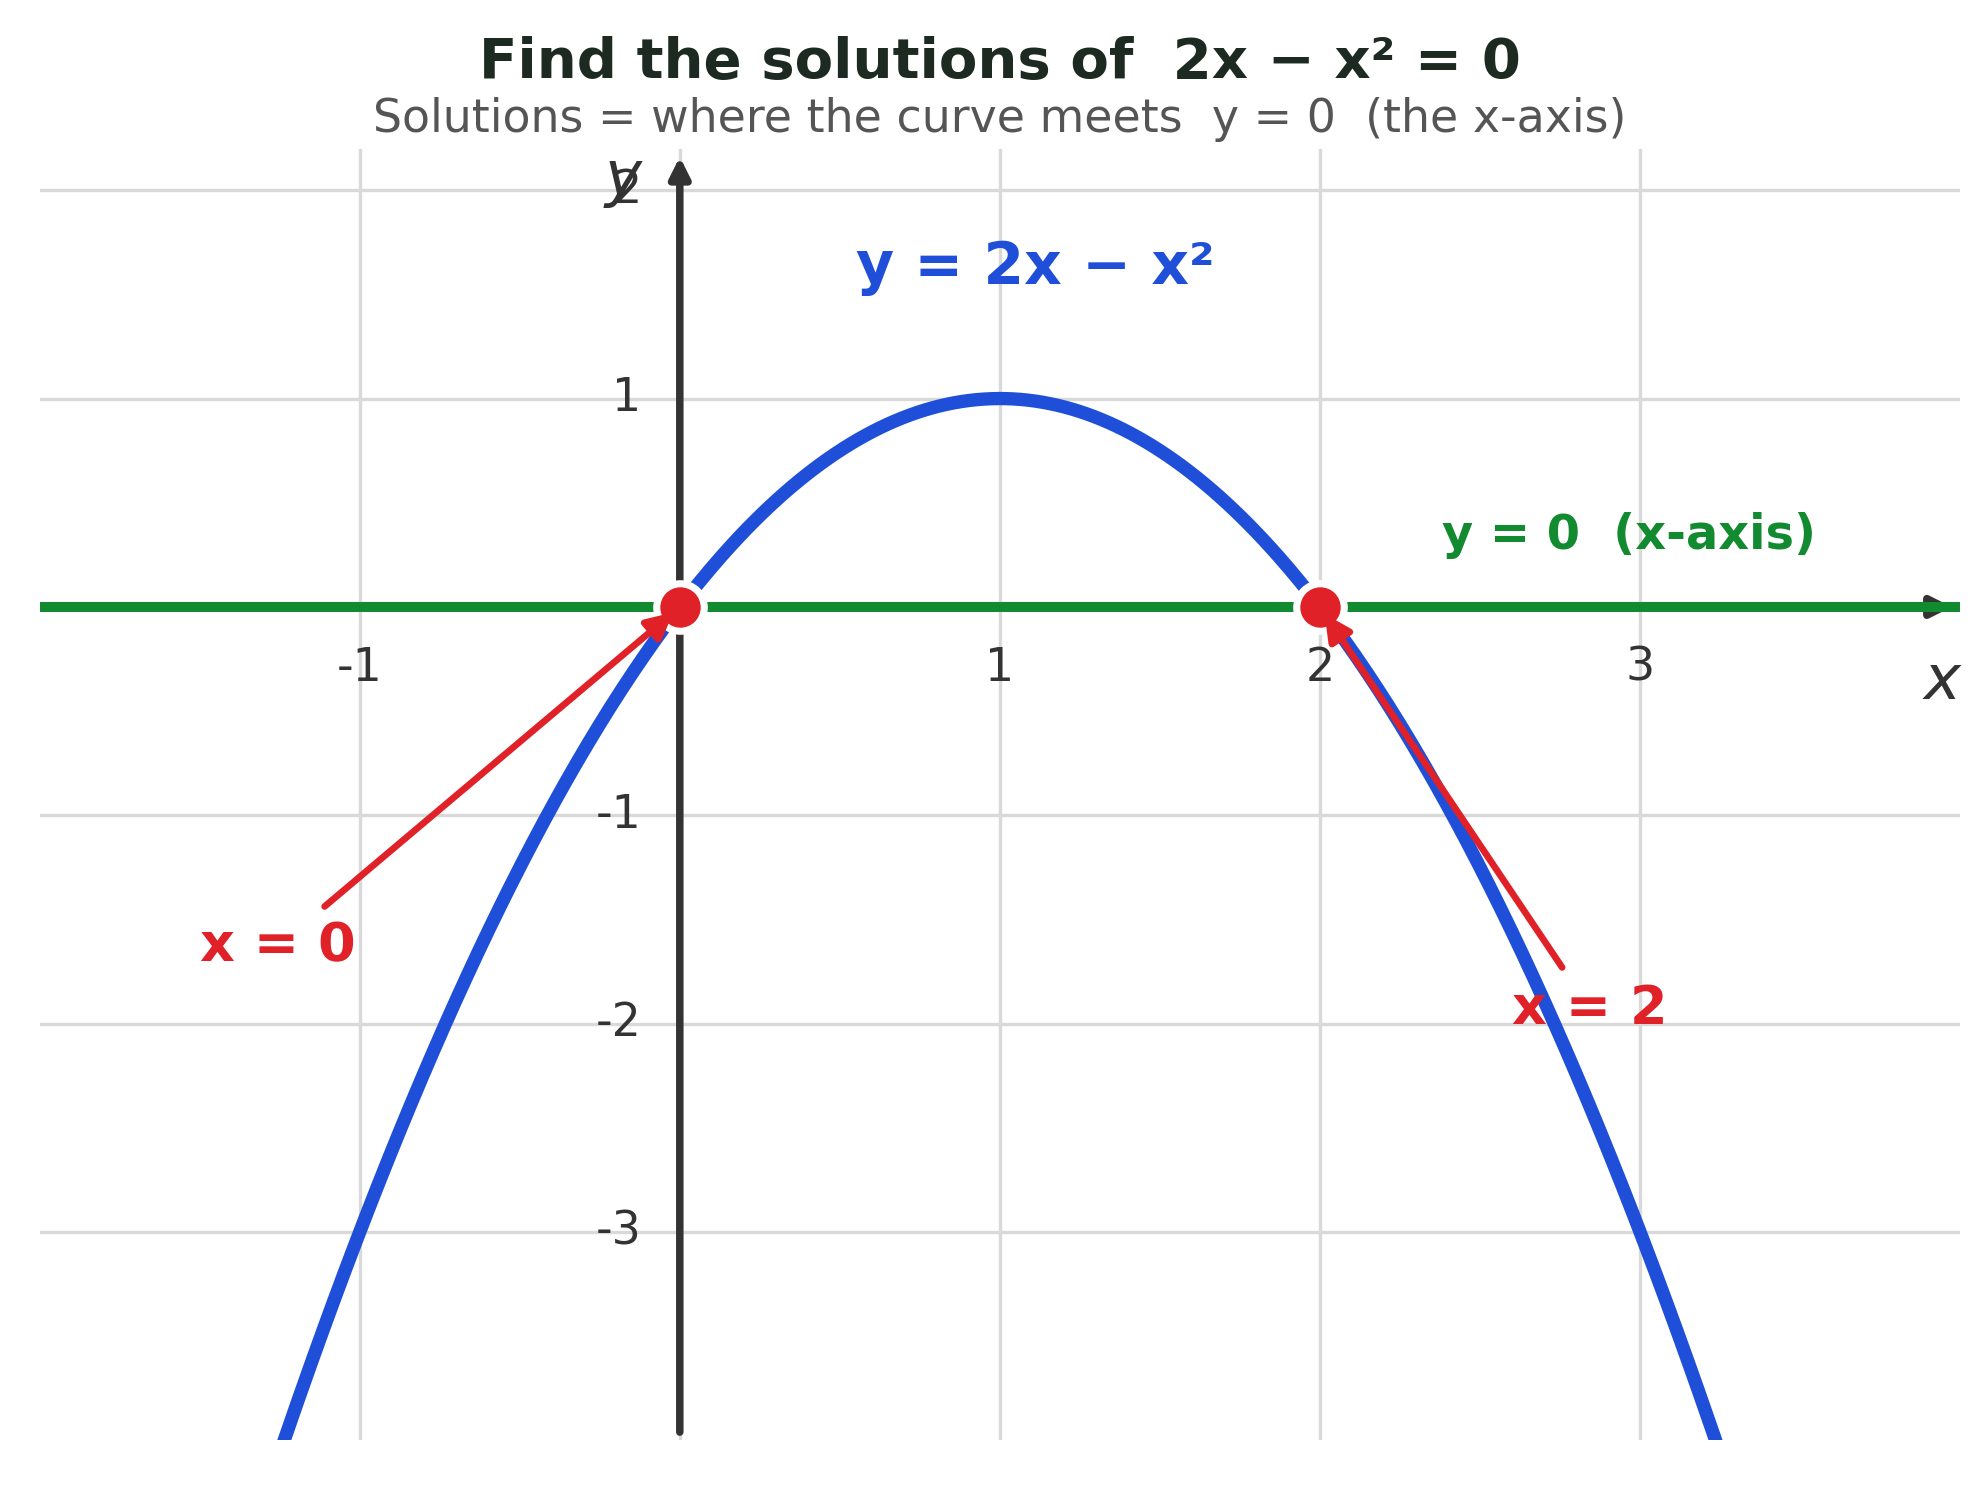 Find the solutions of  2x − x² = 0
Solutions = where the curve meets  y = 0  (the x-axis)
y
2
y = 2x − x²
1
y = 0  (x-axis)
-1
1
2
3
x
-1
x = 0
x = 2
-2
-3